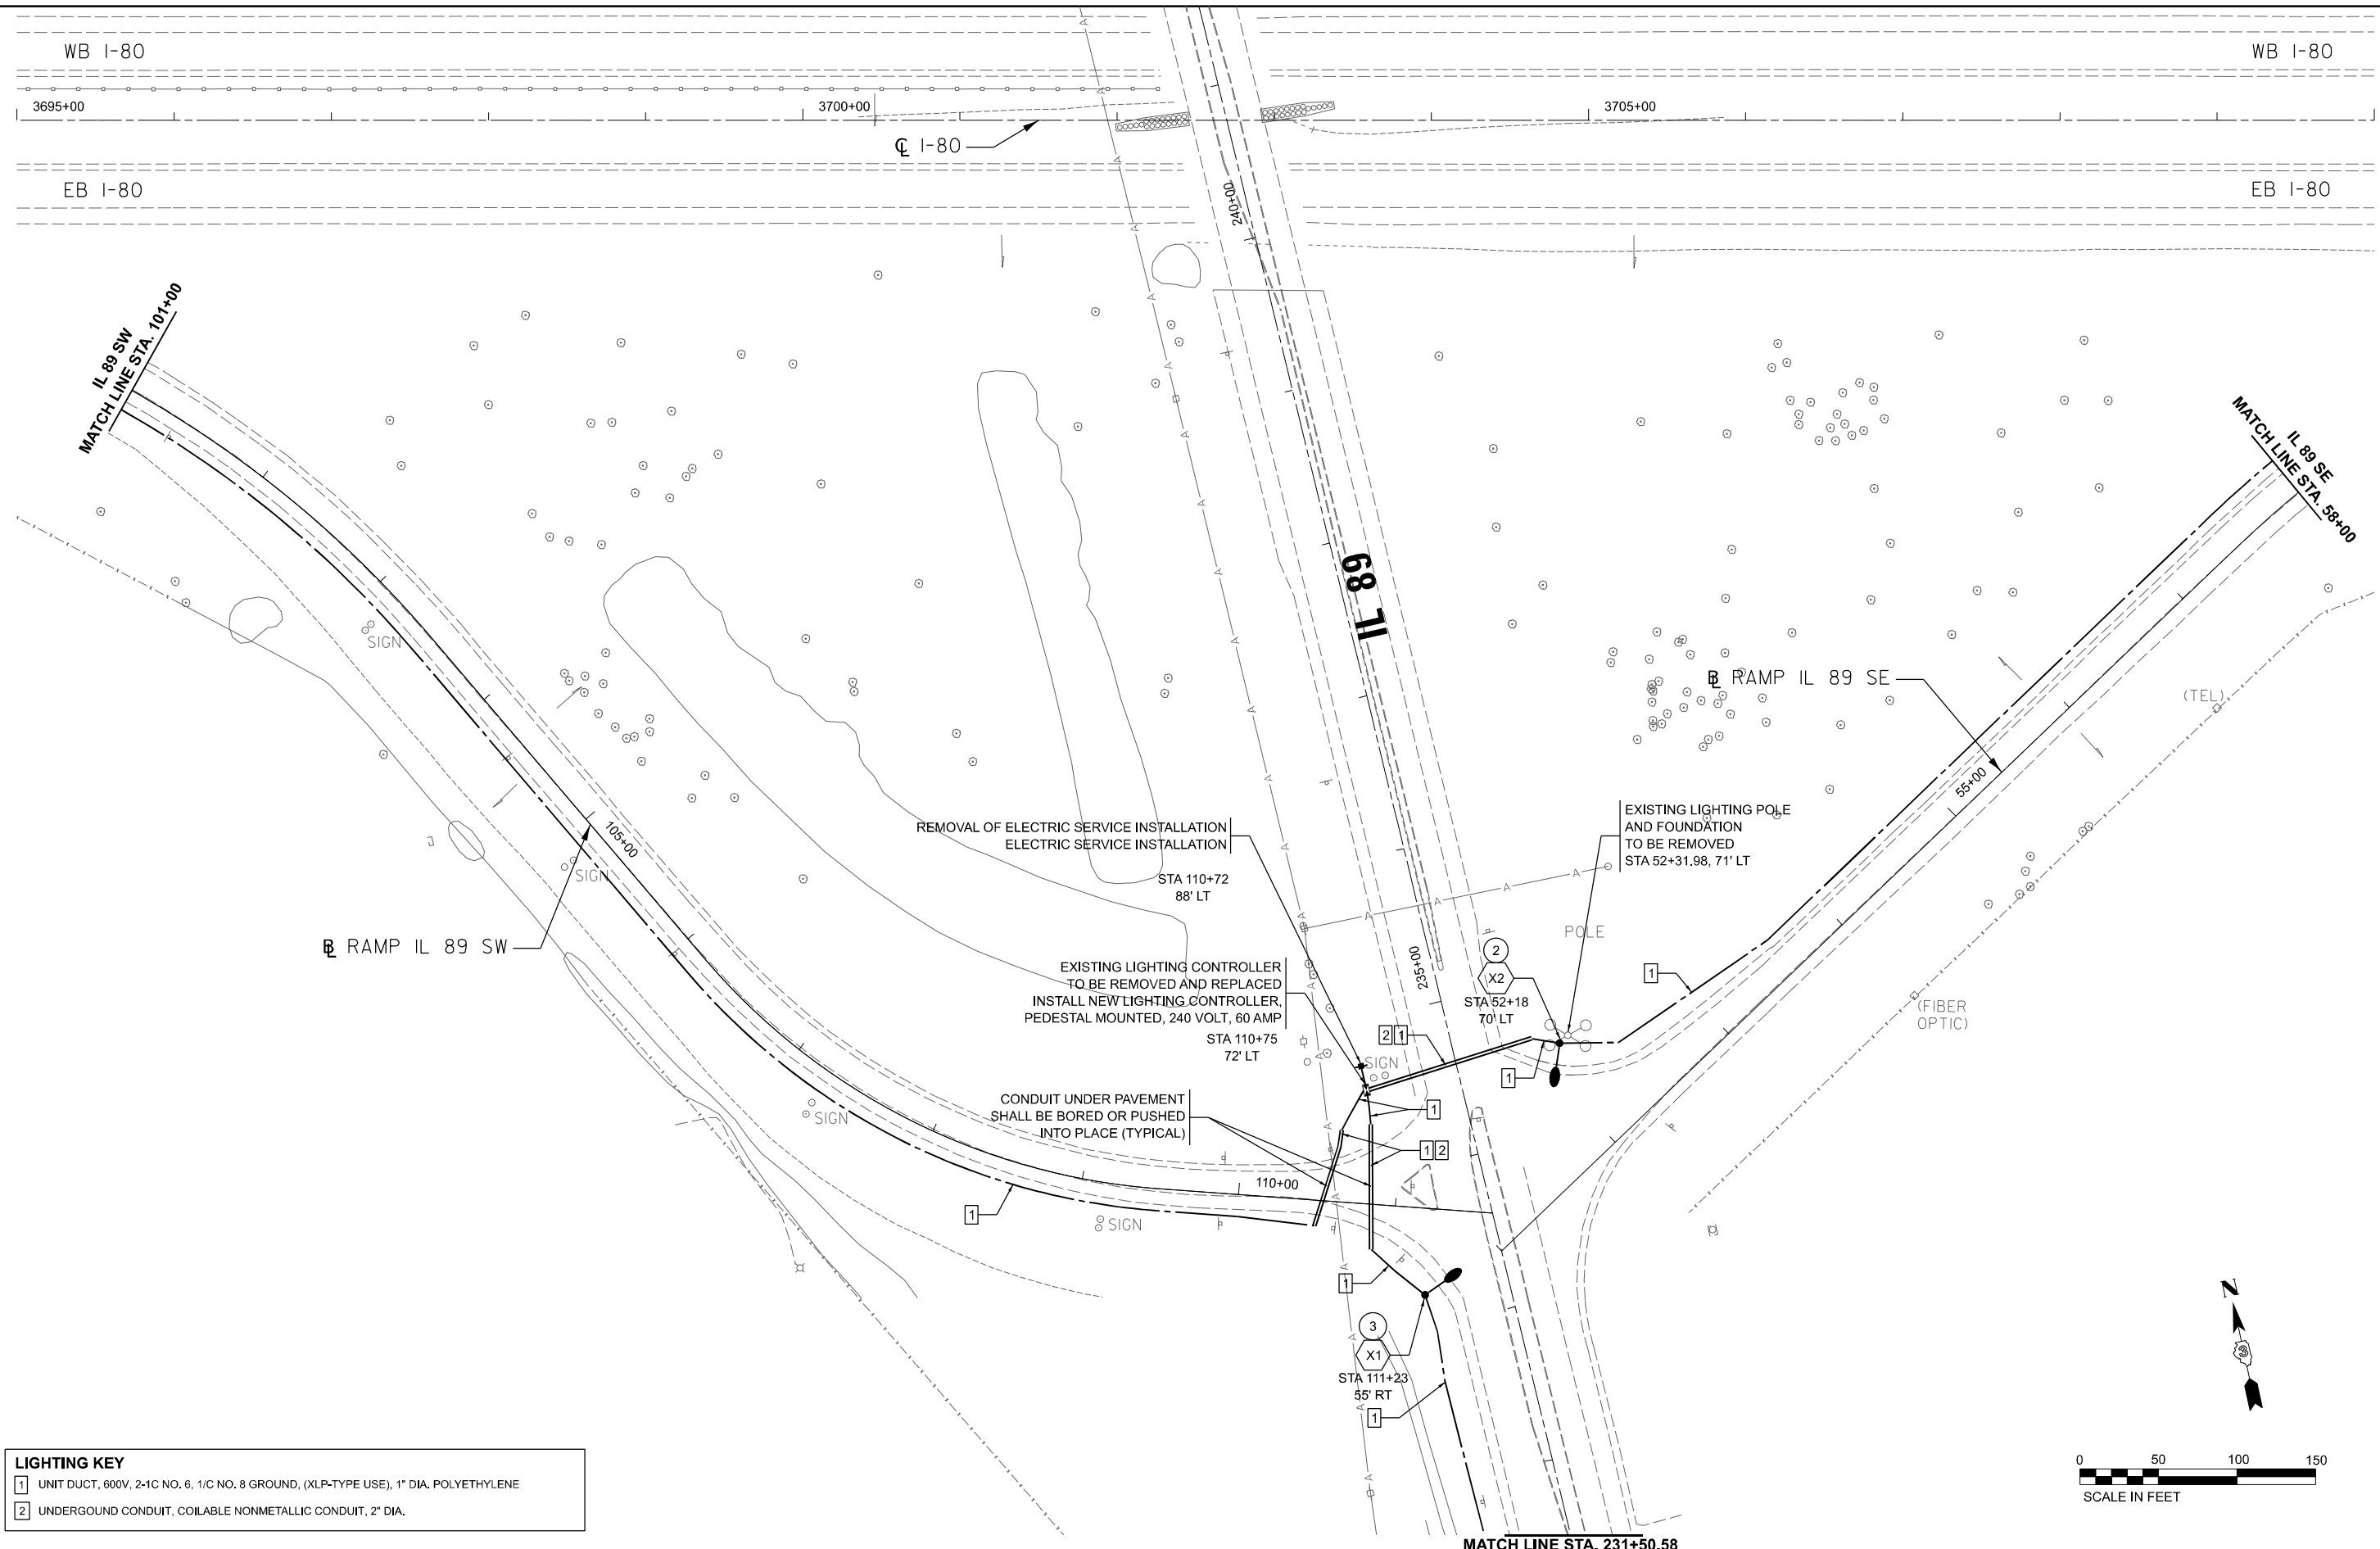 WB I-80
WB I-80
3695+00
3700+00
3705+00
℄ I-80
EB I-80
EB I-80
240+00
IL 89 SW
MATCH LINE STA. 101+00
IL 89 SE
MATCH LINE STA. 58+00
IL 89
SIGN
B̲L RAMP IL 89 SE
(TEL)
55+00
105+00
SIGN
REMOVAL OF ELECTRIC SERVICE INSTALLATION
ELECTRIC SERVICE INSTALLATION
STA 110+72
88' LT
EXISTING LIGHTING POLE
AND FOUNDATION
TO BE REMOVED
STA 52+31.98, 71' LT
BL RAMP IL 89 SW
POLE
235+00
2
X2
STA 52+18
70' LT
1
EXISTING LIGHTING CONTROLLER
TO BE REMOVED AND REPLACED
INSTALL NEW LIGHTING CONTROLLER,
PEDESTAL MOUNTED, 240 VOLT, 60 AMP
STA 110+75
72' LT
(FIBER
OPTIC)
2 1
SIGN
1
CONDUIT UNDER PAVEMENT
SHALL BE BORED OR PUSHED
INTO PLACE (TYPICAL)
1
SIGN
1 2
110+00
1
SIGN
1
3
X1
STA 111+23
55' RT
1
N
3
LIGHTING KEY
1 UNIT DUCT, 600V, 2-1C NO. 6, 1/C NO. 8 GROUND, (XLP-TYPE USE), 1" DIA. POLYETHYLENE
2 UNDERGOUND CONDUIT, COILABLE NONMETALLIC CONDUIT, 2" DIA.
0 50 100 150
SCALE IN FEET
MATCH LINE STA. 231+50.58